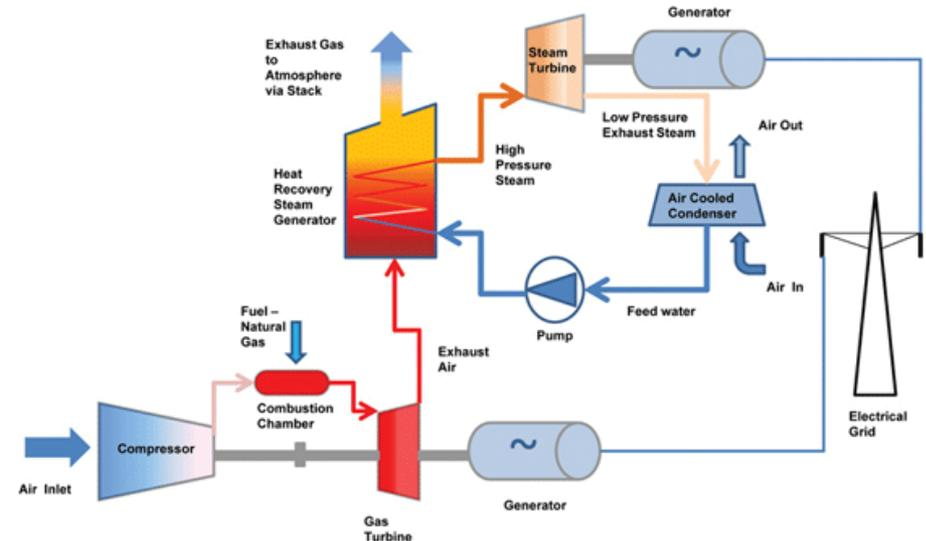 Generator
Exhaust Gas
to
Atmosphere
via Stack
Steam
Turbine
~
Low Pressure
Exhaust Steam
Air Out
High
Pressure
Steam
Heat
Recovery
Steam
Generator
Air Cooled
Condenser
Air In
Feed water
Pump
Fuel –
Natural
Gas
Exhaust
Air
Combustion
Chamber
Electrical
Grid
Compressor
~
Air Inlet
Generator
Gas
Turbine